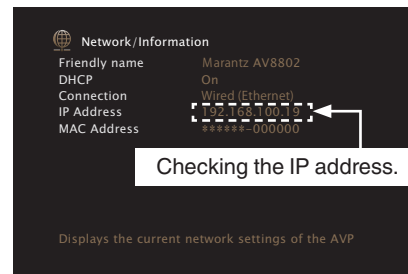 Network/Information
Friendly name Marantz AV8802
DHCP On
Connection Wired (Ethernet)
IP Address 192.168.100.19
MAC Address ******-000000
Checking the IP address.
Displays the current network settings of the AVP